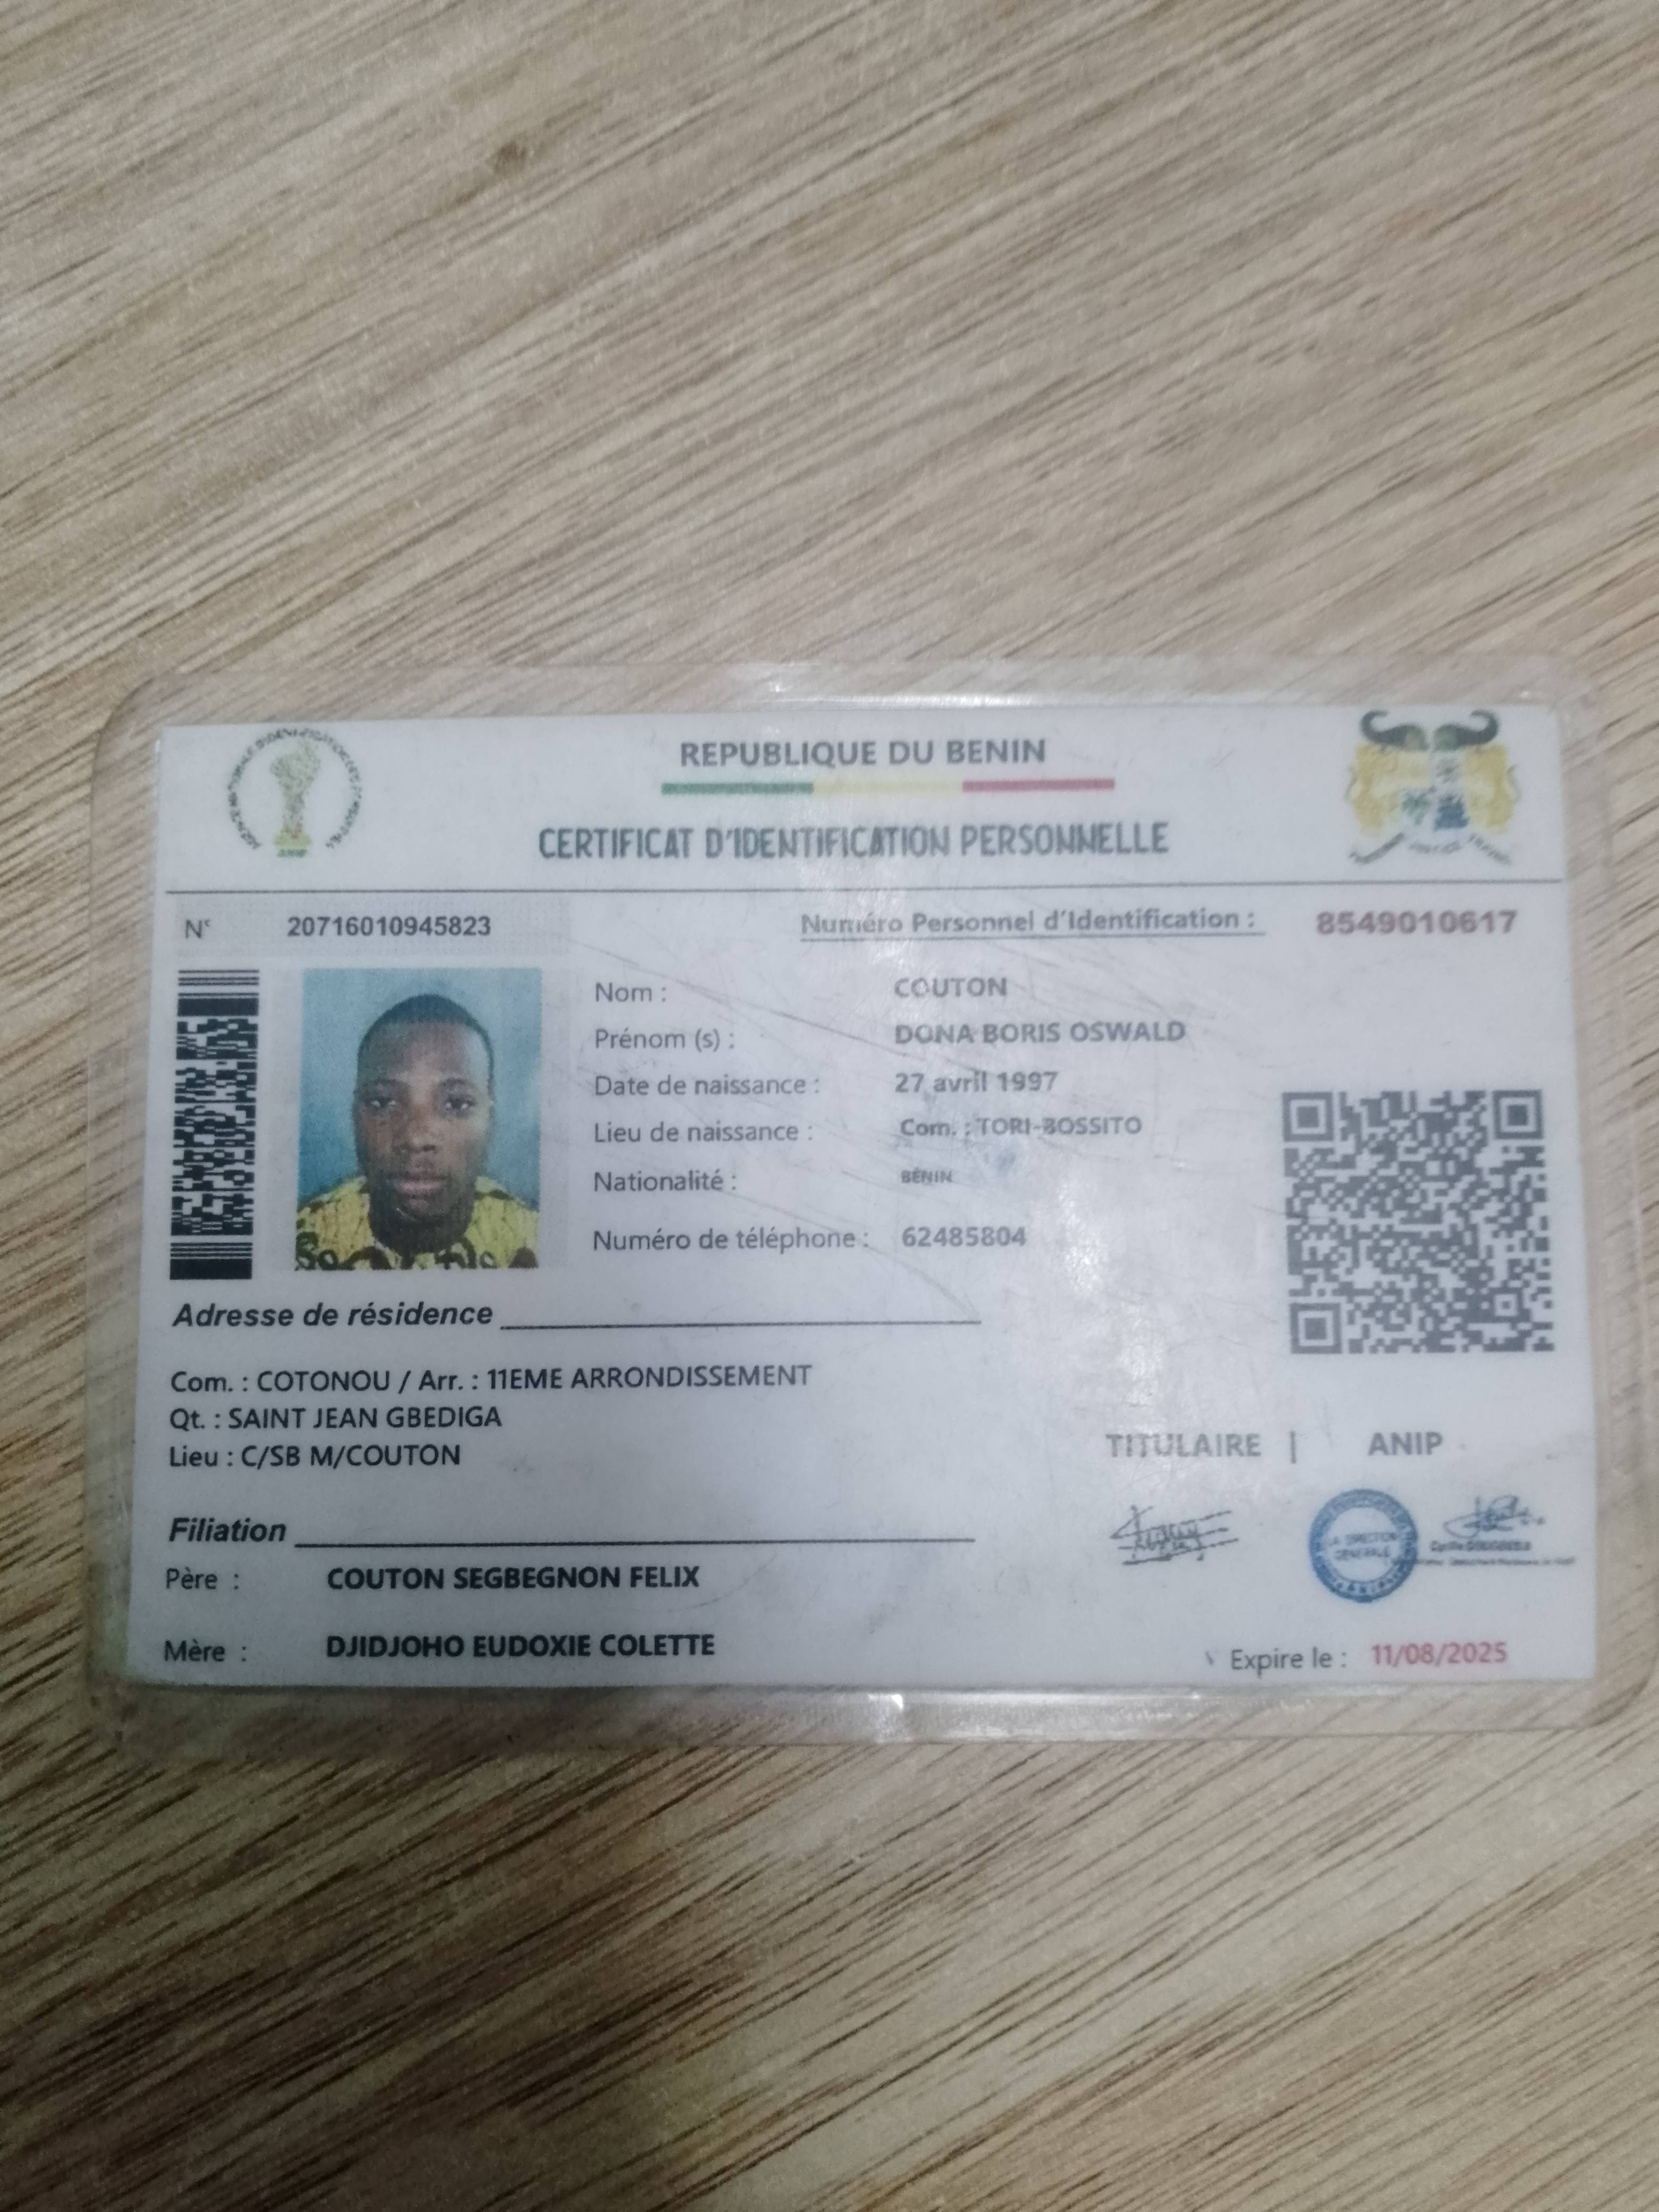 REPUBLIQUE DU BENIN
CERTIFICAT D'IDENTIFICATION PERSONNELLE
N° 20716010945823
Numéro Personnel d'Identification : 8549010617
Nom : COUTON
Prénom (s) : DONA BORIS OSWALD
Date de naissance : 27 avril 1997
Lieu de naissance : Com. : TORI-BOSSITO
Nationalité : BENIN
Numéro de téléphone : 62485804
Adresse de résidence
Com. : COTONOU / Arr. : 11EME ARRONDISSEMENT
Qt. : SAINT JEAN GBEDIGA
Lieu : C/SB M/COUTON
TITULAIRE | ANIP
LA DIRECTION
GENERALE
Filiation
Père : COUTON SEGBEGNON FELIX
Mère : DJIDJOHO EUDOXIE COLETTE
Expire le : 11/08/2025